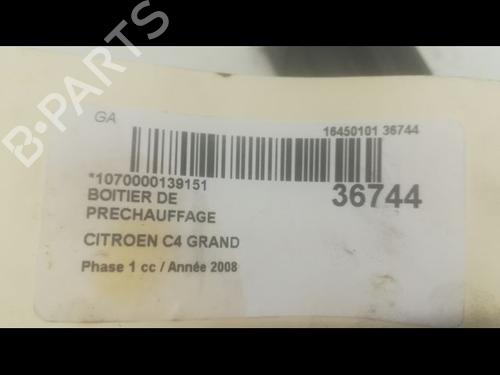 B-PARTS
GA
16450101 36744
*1070000139151
36744
BOITIER DE
PRECHAUFFAGE
CITROEN C4 GRAND
Phase 1 cc / Année 2008